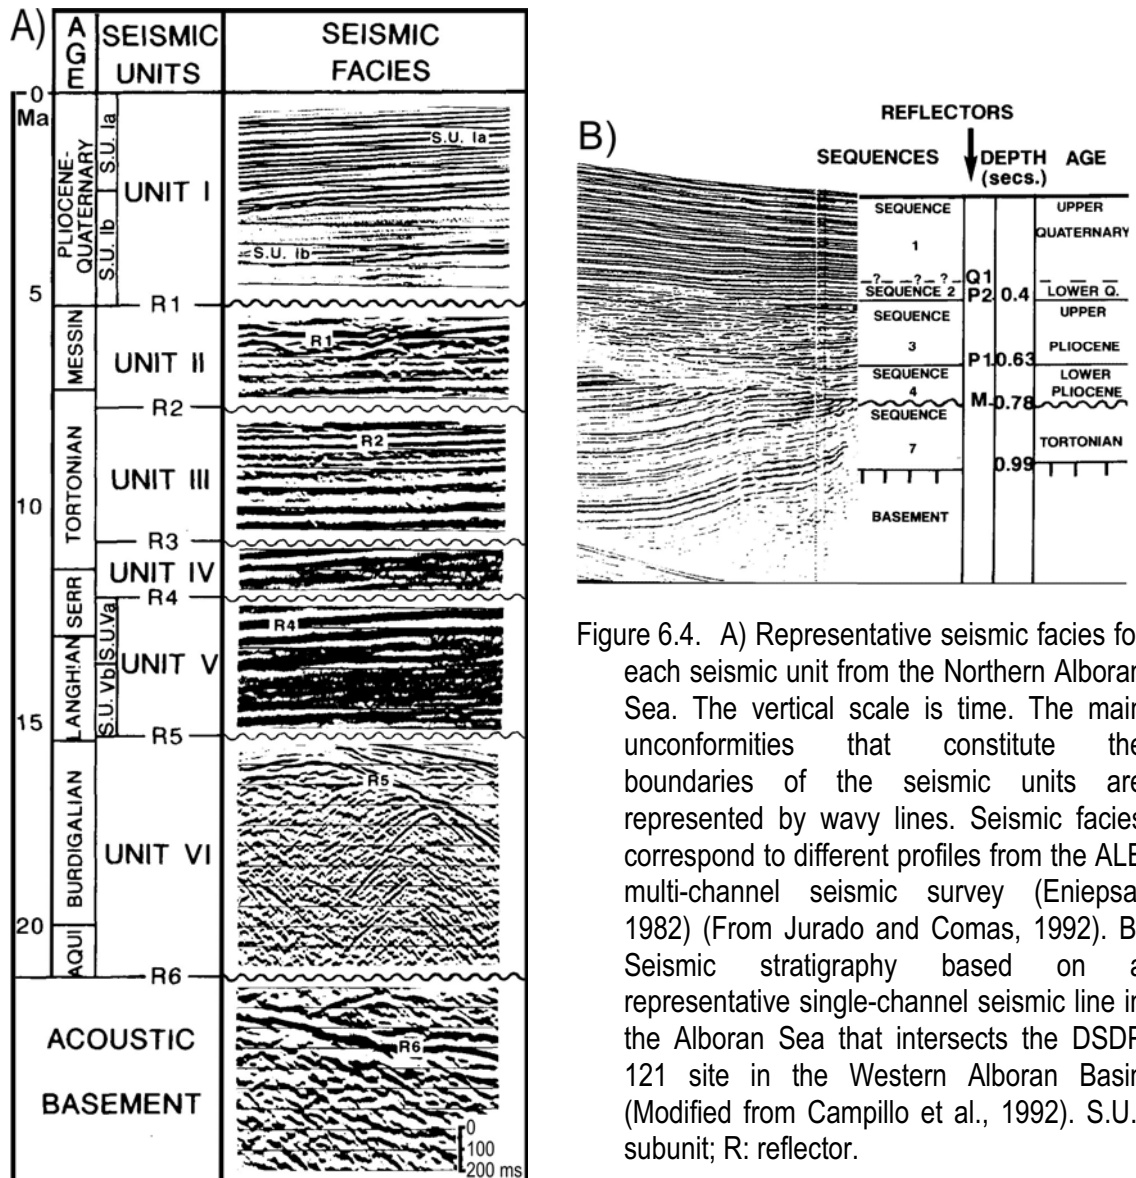 A)
AGE
SEISMIC UNITS
SEISMIC FACIES
0
Ma
5
10
15
20
PLIOCENE-QUATERNARY
S.U. Ia
S.U. Ib
UNIT I
S.U. Ia
S.U. Ib
R1
MESSIN
UNIT II
R1
R2
TORTONIAN
UNIT III
R2
R3
UNIT IV
SERR
R4
S.U.Va
LANGHIAN
S.U. Vb
UNIT V
R4
R5
BURDIGALIAN
UNIT VI
R5
AQUI
R6
ACOUSTIC
BASEMENT
R6
0
100
200 ms
B)
REFLECTORS
SEQUENCES
DEPTH
(secs.)
AGE
SEQUENCE
1
UPPER
QUATERNARY
? ? ?
Q1
SEQUENCE 2
P2
0.4
LOWER Q.
SEQUENCE
3
UPPER
PLIOCENE
P1
0.63
SEQUENCE
4
LOWER
PLIOCENE
M
0.78
SEQUENCE
7
TORTONIAN
0.99
BASEMENT
Figure 6.4. A) Representative seismic facies fo
each seismic unit from the Northern Alboran
Sea. The vertical scale is time. The main
unconformities that constitute the
boundaries of the seismic units are
represented by wavy lines. Seismic facies
correspond to different profiles from the ALB
multi-channel seismic survey (Eniepsa
1982) (From Jurado and Comas, 1992). B
Seismic stratigraphy based on a
representative single-channel seismic line in
the Alboran Sea that intersects the DSDP
121 site in the Western Alboran Basin
(Modified from Campillo et al., 1992). S.U.
subunit; R: reflector.